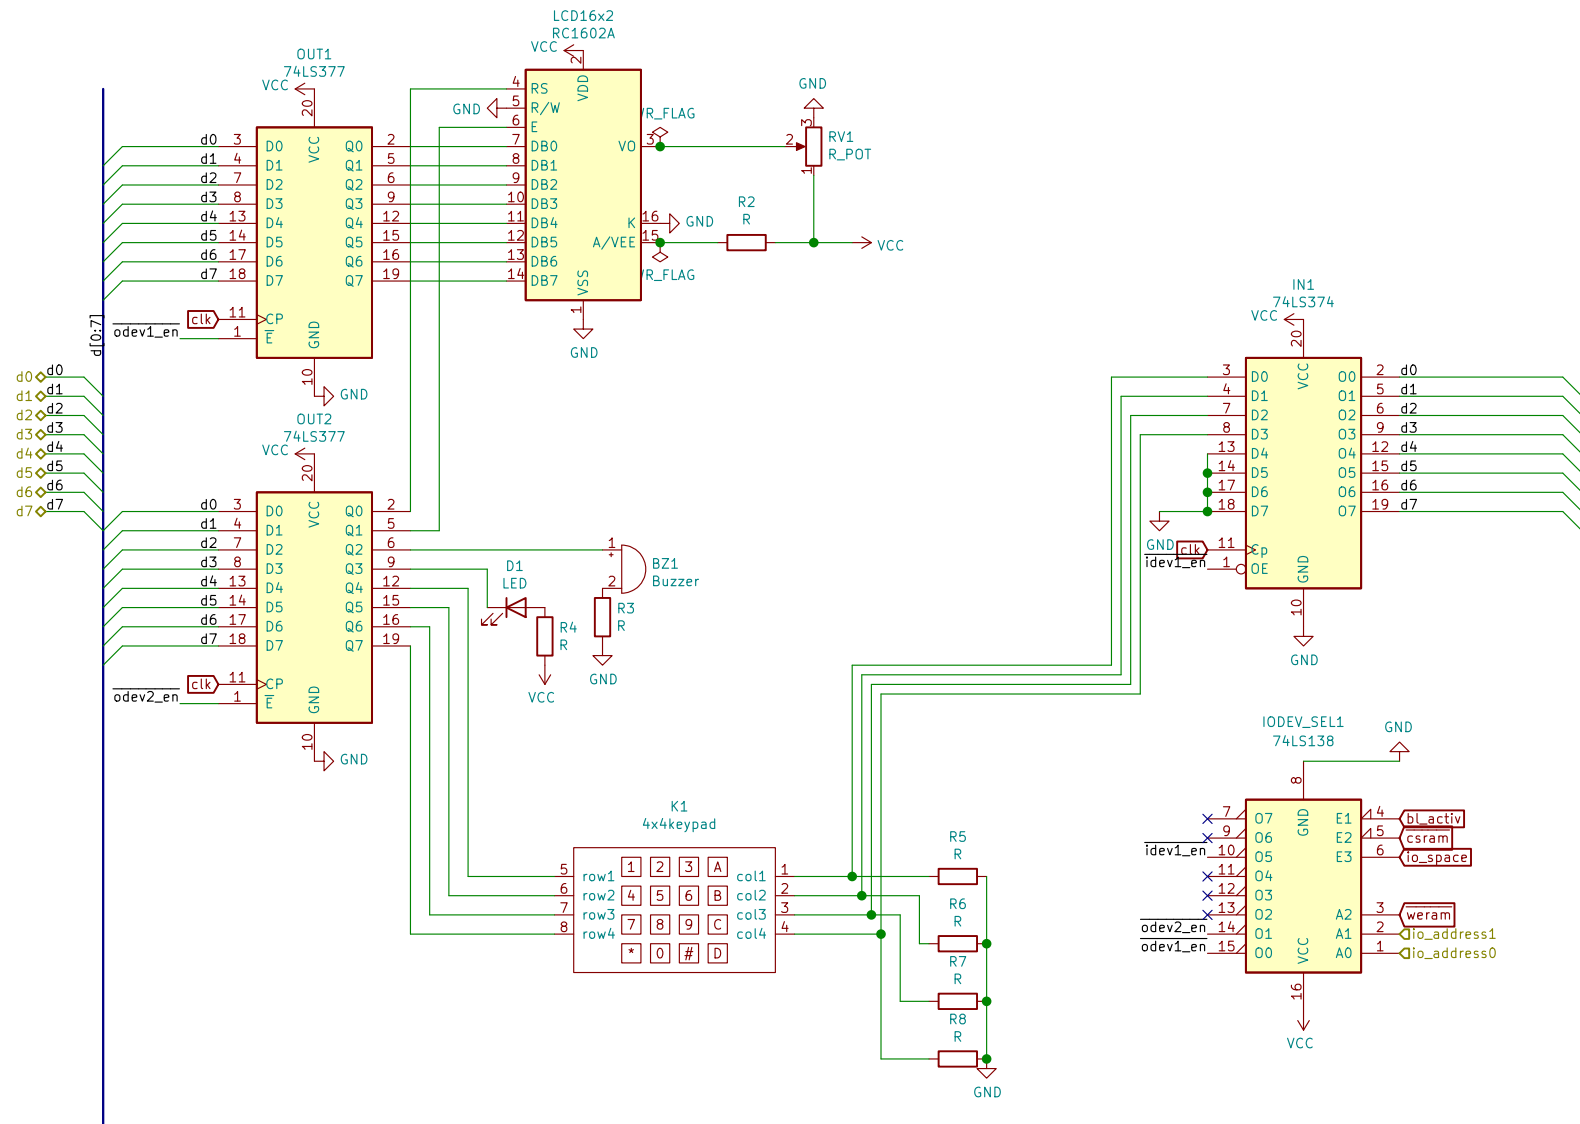 LCD16x2
RC1602A
VCC
2
VDD
4 RS
GND
5 R/W
6 E
7 DB0
8 DB1
9 DB2
10 DB3
11 DB4
12 DB5
13 DB6
14 DB7
VO 3
K 16
GND
A/VEE 15
VSS
1
GND
R_FLAG
R_FLAG
GND
3
2
1
RV1
R_POT
R2
R
VCC
OUT1
74LS377
VCC
20
VCC
d0 3 D0 Q0 2
d1 4 D1 Q1 5
d2 7 D2 Q2 6
d3 8 D3 Q3 9
d4 13 D4 Q4 12
d5 14 D5 Q5 15
d6 17 D6 Q6 16
d7 18 D7 Q7 19
clk 11 CP
odev1_en 1 E
GND
10
GND
d[0:7]
d0 d0
d1 d1
d2 d2
d3 d3
d4 d4
d5 d5
d6 d6
d7 d7
OUT2
74LS377
VCC
20
VCC
d0 3 D0 Q0 2
d1 4 D1 Q1 5
d2 7 D2 Q2 6
d3 8 D3 Q3 9
d4 13 D4 Q4 12
d5 14 D5 Q5 15
d6 17 D6 Q6 16
d7 18 D7 Q7 19
clk 11 CP
odev2_en 1 E
GND
10
GND
1
+
2
BZ1
Buzzer
D1
LED
R3
R
GND
R4
R
VCC
IN1
74LS374
VCC
20
VCC
3 D0 O0 2 d0
4 D1 O1 5 d1
7 D2 O2 6 d2
8 D3 O3 9 d3
13 D4 O4 12 d4
14 D5 O5 15 d5
17 D6 O6 16 d6
18 D7 O7 19 d7
GND
clk 11 Cp
idev1_en 1 OE
GND
10
GND
K1
4x4keypad
1 2 3 A
4 5 6 B
7 8 9 C
* 0 # D
5 row1 col1 1
6 row2 col2 2
7 row3 col3 3
8 row4 col4 4
R5
R
R6
R
R7
R
R8
R
GND
IODEV_SEL1
74LS138
GND
8
GND
7 O7 E1 4 bl_activ
9 O6 E2 5 csram
idev1_en 10 O5 E3 6 io_space
11 O4
12 O3
13 O2 A2 3 weram
odev2_en 14 O1 A1 2 io_address1
odev1_en 15 O0 A0 1 io_address0
VCC
16
VCC